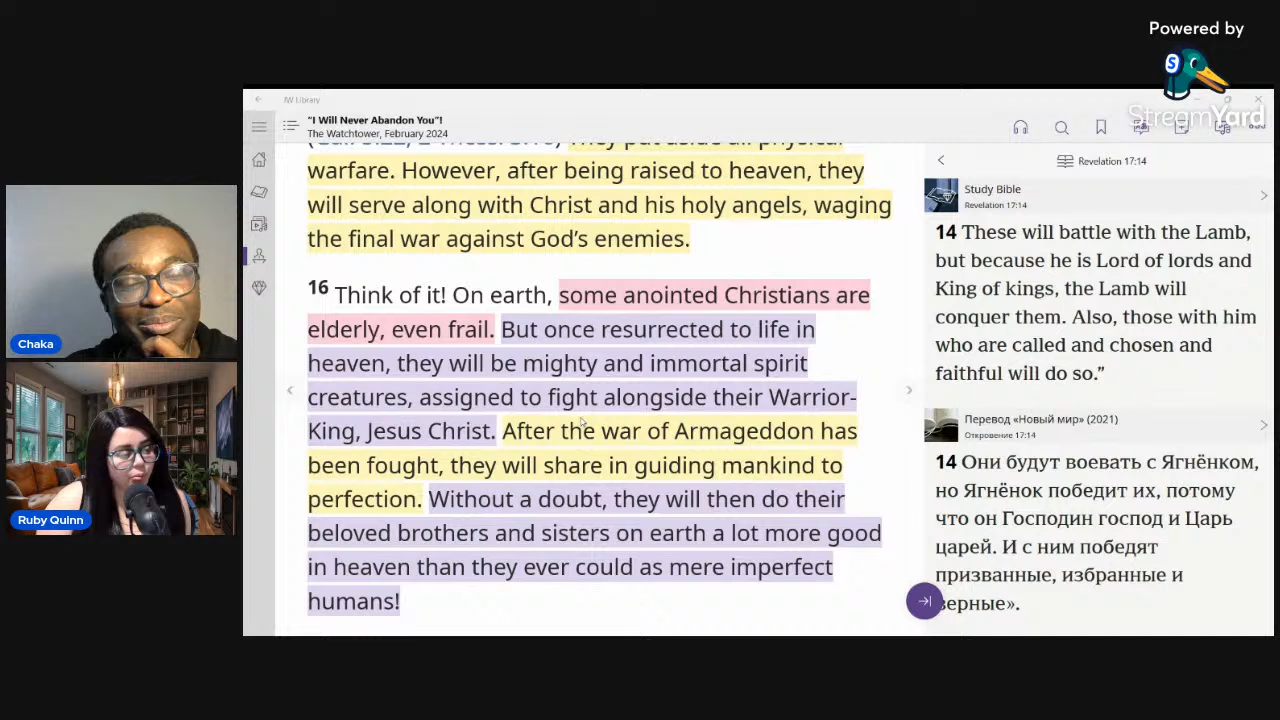 Powered by
S
StreamYard
JW Library
"I Will Never Abandon You"!
The Watchtower, February 2024
They put aside all physical
warfare. However, after being raised to heaven, they
will serve along with Christ and his holy angels, waging
the final war against God's enemies.
16 Think of it! On earth, some anointed Christians are
elderly, even frail. But once resurrected to life in
heaven, they will be mighty and immortal spirit
creatures, assigned to fight alongside their Warrior-
King, Jesus Christ. After the war of Armageddon has
been fought, they will share in guiding mankind to
perfection. Without a doubt, they will then do their
beloved brothers and sisters on earth a lot more good
in heaven than they ever could as mere imperfect
humans!
Revelation 17:14
Study Bible
Revelation 17:14
14 These will battle with the Lamb,
but because he is Lord of lords and
King of kings, the Lamb will
conquer them. Also, those with him
who are called and chosen and
faithful will do so."
Перевод «Новый мир» (2021)
Откровение 17:14
14 Они будут воевать с Ягнёнком,
но Ягнёнок победит их, потому
что он Господин господ и Царь
царей. И с ним победят
призванные, избранные и
верные».
Chaka
Ruby Quinn